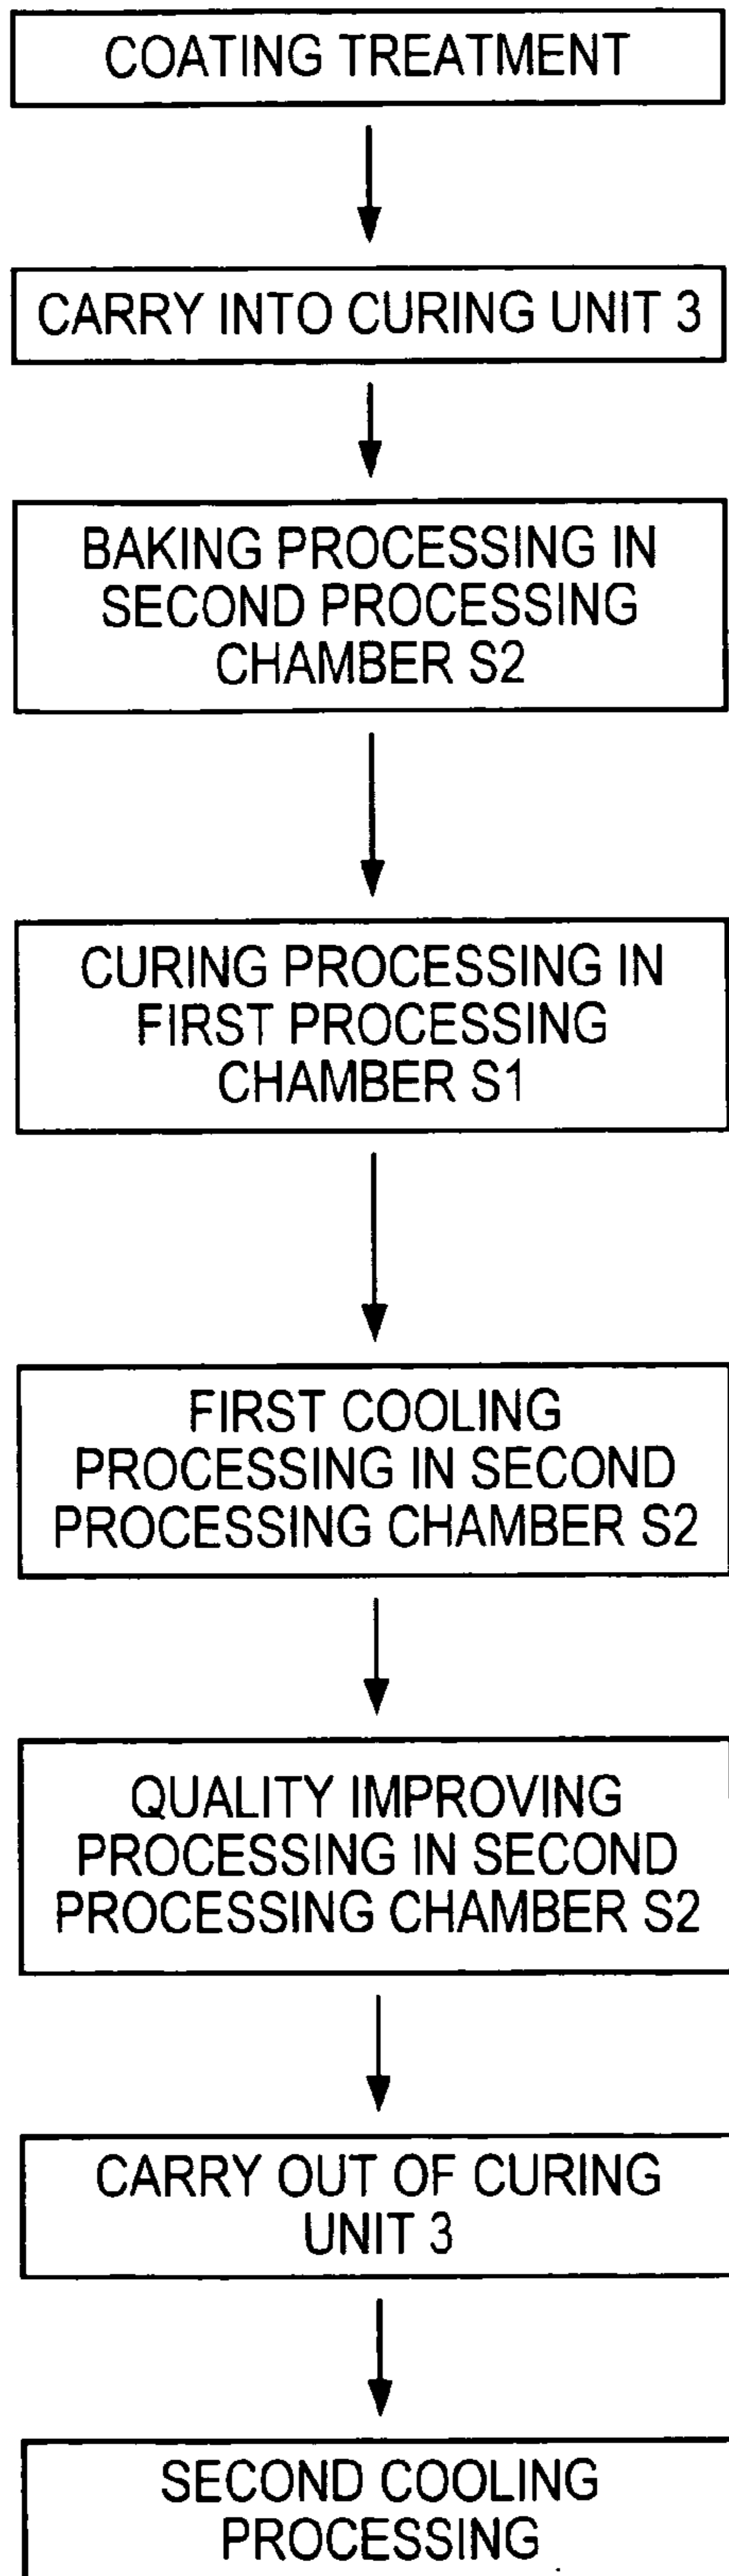 COATING TREATMENT
CARRY INTO CURING UNIT 3
BAKING PROCESSING IN
SECOND PROCESSING
CHAMBER S2
CURING PROCESSING IN
FIRST PROCESSING
CHAMBER S1
FIRST COOLING
PROCESSING IN SECOND
PROCESSING CHAMBER S2
QUALITY IMPROVING
PROCESSING IN SECOND
PROCESSING CHAMBER S2
CARRY OUT OF CURING
UNIT 3
SECOND COOLING
PROCESSING